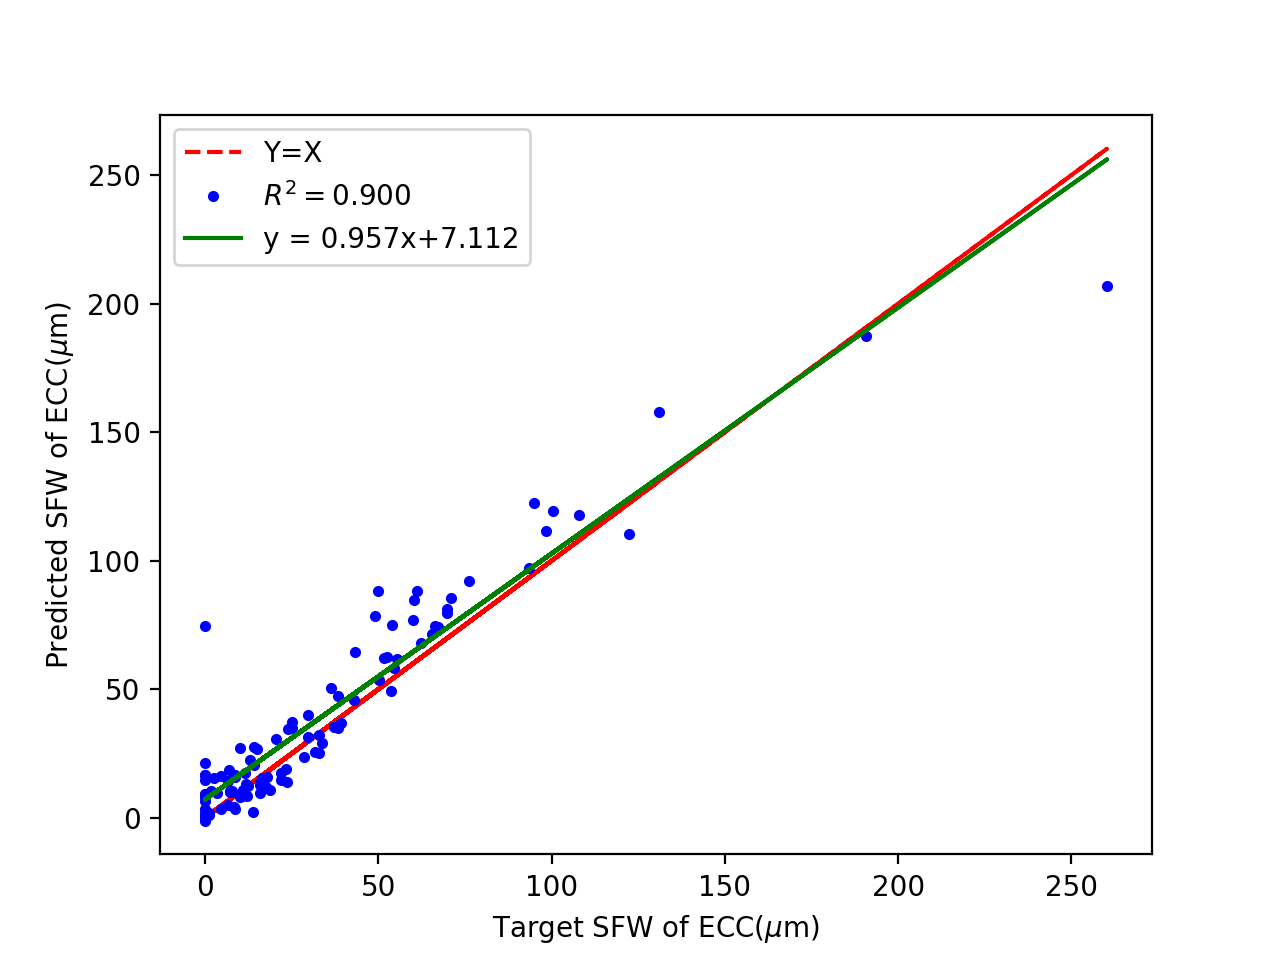 Y=X
R² = 0.900
y = 0.957x+7.112
250
200
150
100
50
0
Predicted SFW of ECC(μm)
0 50 100 150 200 250
Target SFW of ECC(μm)